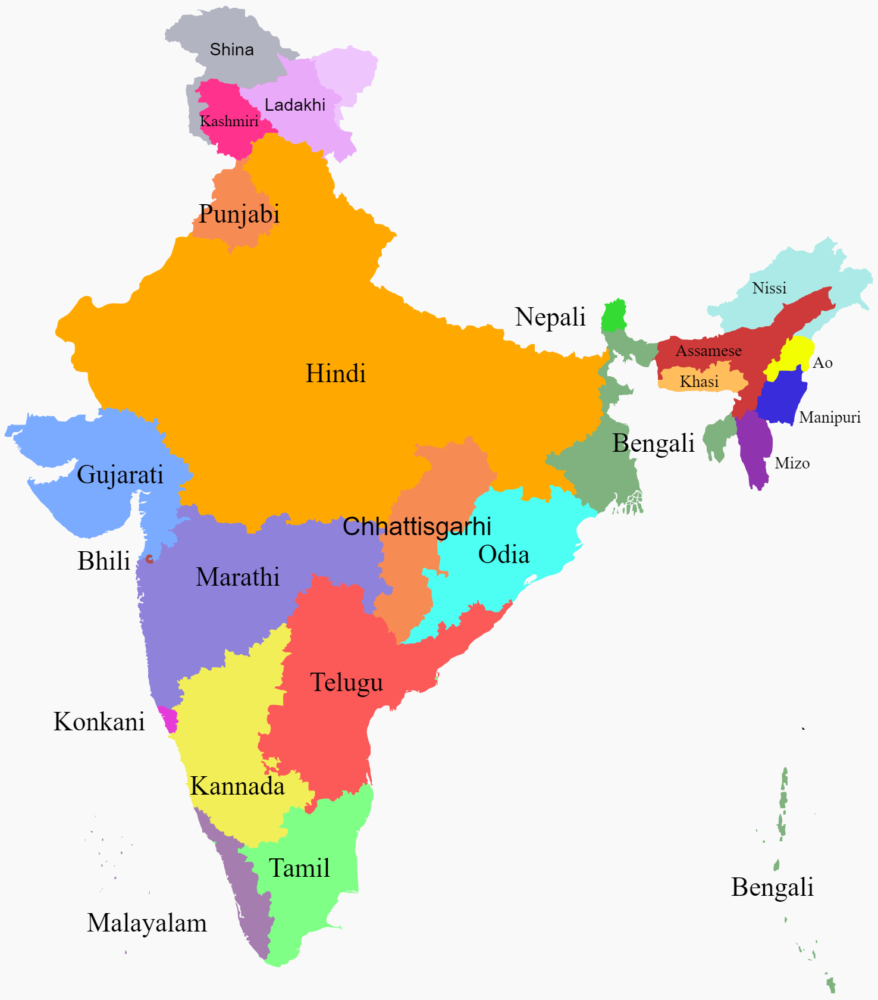 Shina
Ladakhi
Kashmiri
Punjabi
Nissi
Nepali
Assamese
Ao
Hindi
Khasi
Manipuri
Bengali
Mizo
Gujarati
Chhattisgarhi
Odia
Bhili
Marathi
Telugu
Konkani
Kannada
Tamil
Bengali
Malayalam